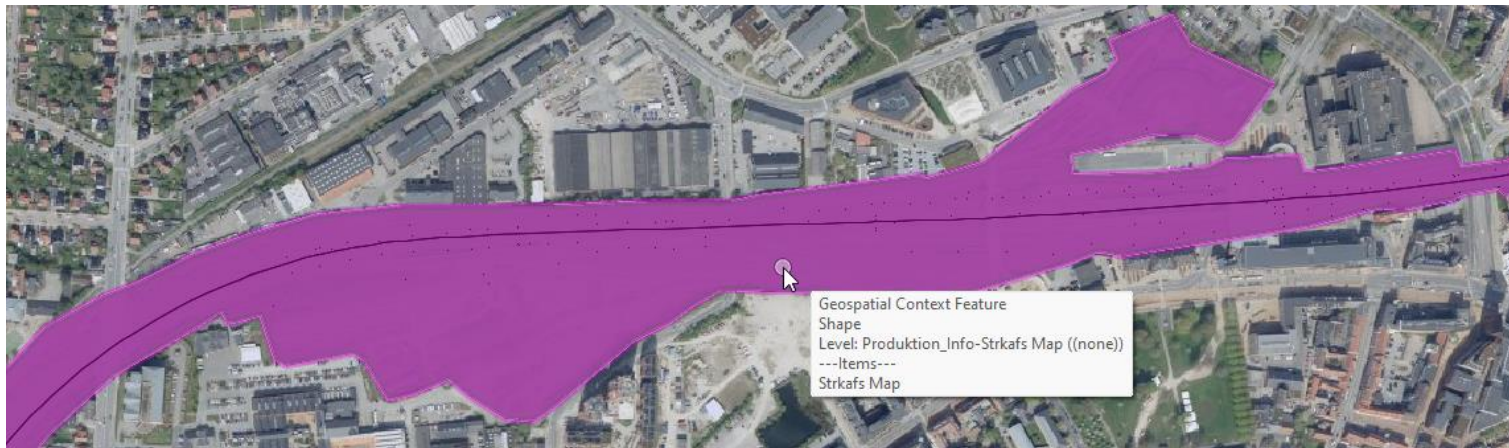 Geospatial Context Feature
Shape
Level: Produktion_Info-Strkafs Map ((none))
---Items---
Strkafs Map